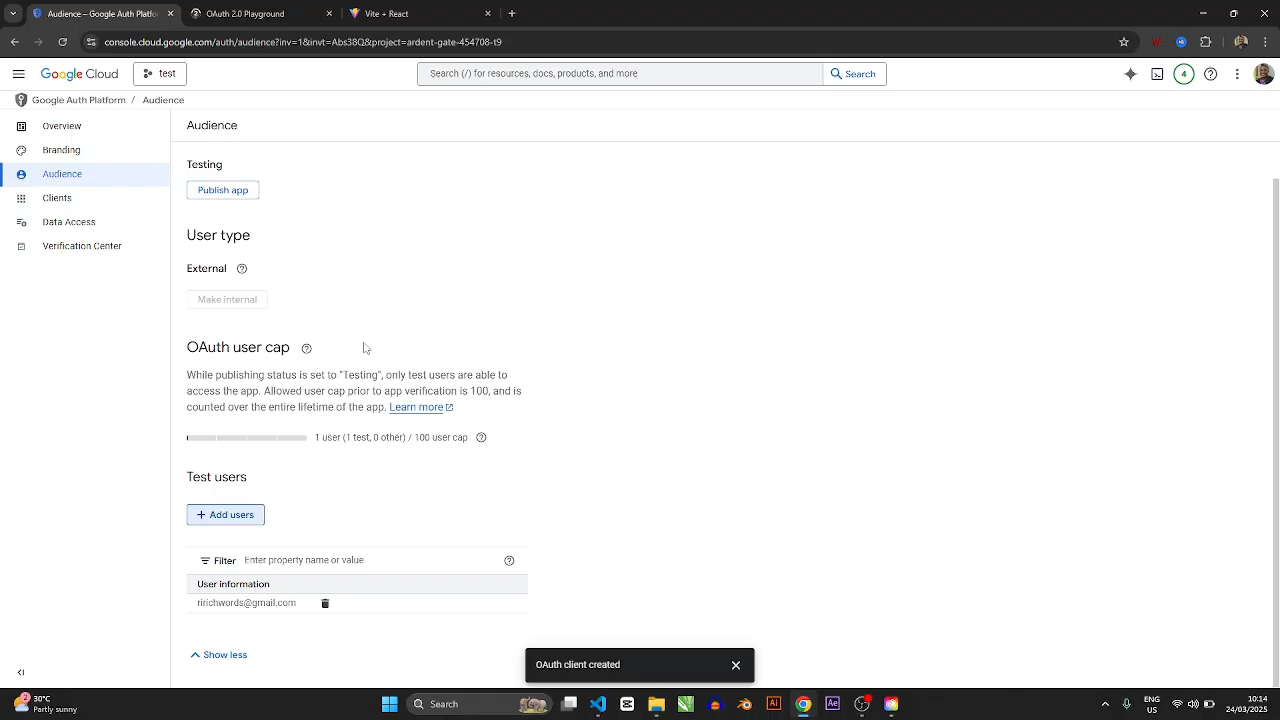 Audience – Google Auth Platfo
OAuth 2.0 Playground
Vite + React
console.cloud.google.com/auth/audience?inv=1&invt=Abs38Q&project=ardent-gate-454708-t9
Google Cloud
test
Search (/) for resources, docs, products, and more
Search
4
Google Auth Platform / Audience
Overview
Branding
Audience
Clients
Data Access
Verification Center
Audience
Testing
Publish app
User type
External
Make internal
OAuth user cap
While publishing status is set to "Testing", only test users are able to
access the app. Allowed user cap prior to app verification is 100, and is
counted over the entire lifetime of the app. Learn more
1 user (1 test, 0 other) / 100 user cap
Test users
+ Add users
Filter Enter property name or value
User information
ririchwords@gmail.com
Show less
OAuth client created
2
30°C
Partly sunny
Search
Ai
Ae
ENG
US
10:14
24/03/2025